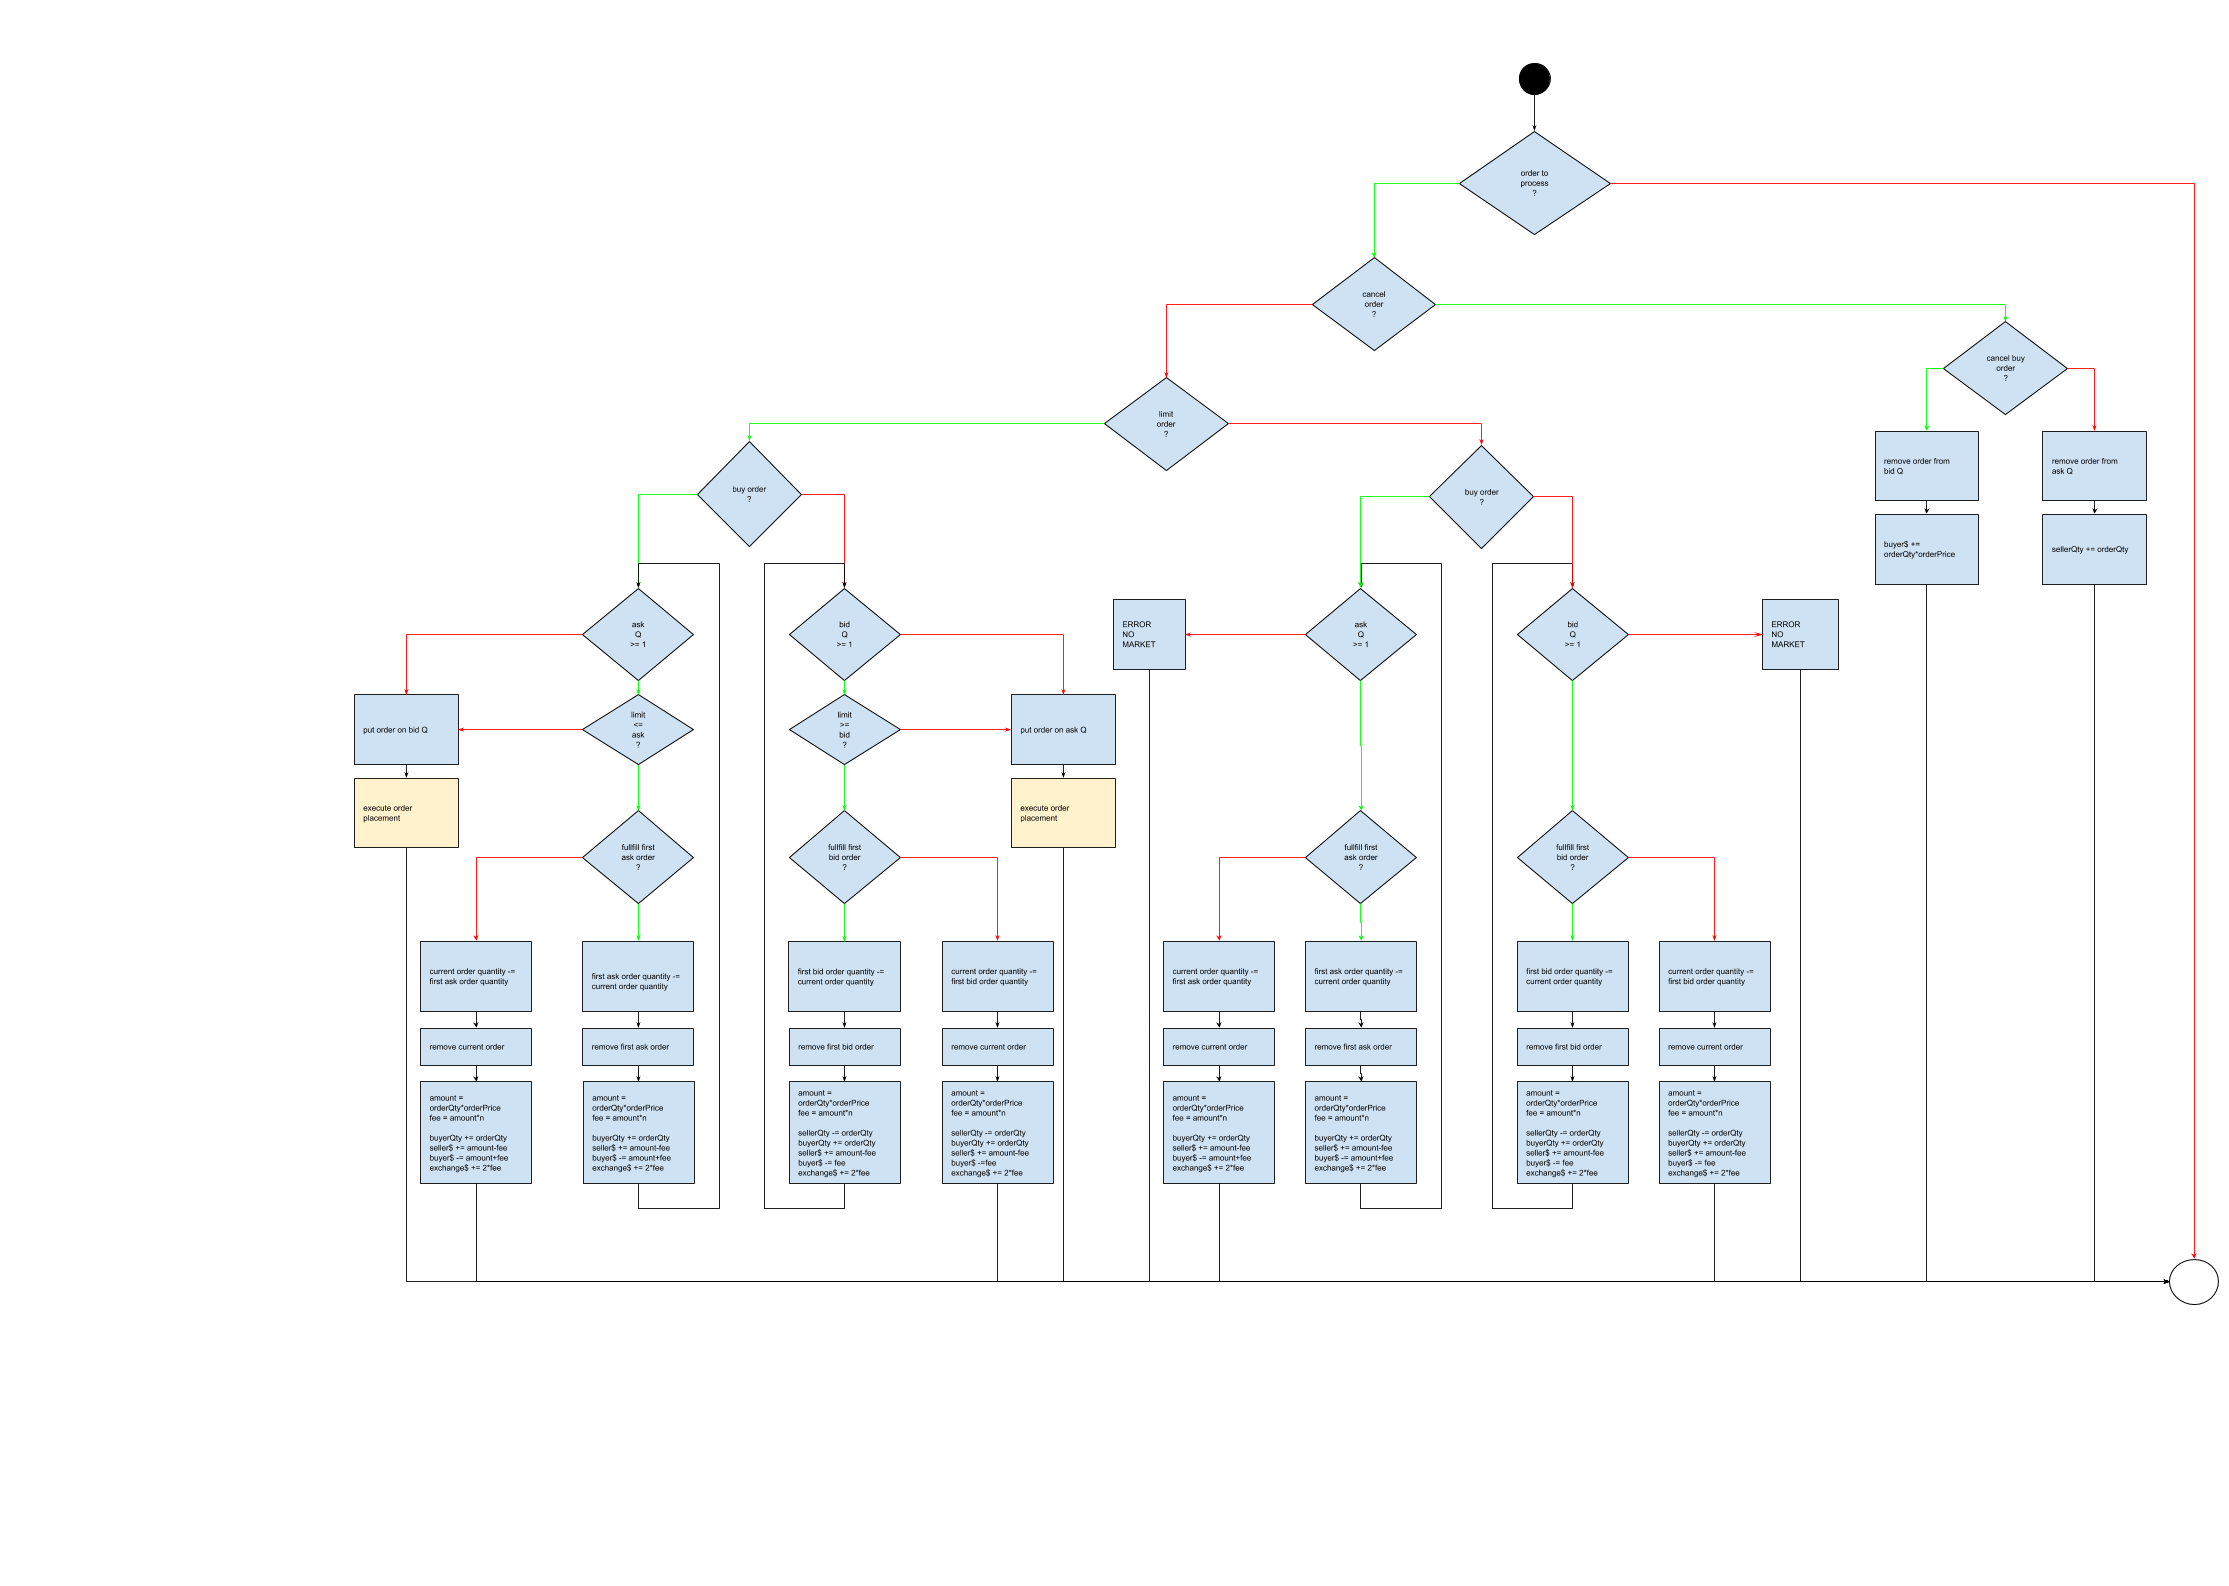 order to
process
?
cancel
order
?
cancel buy
order
?
limit
order
?
buy order
?
buy order
?
remove order from
bid Q
remove order from
ask Q
buyer$ +=
orderQty*orderPrice
sellerQty += orderQty
ask
Q
>= 1
bid
Q
>= 1
ERROR
NO
MARKET
ask
Q
>= 1
bid
Q
>= 1
ERROR
NO
MARKET
put order on bid Q
limit
<=
ask
?
limit
>=
bid
?
put order on ask Q
execute order
placement
execute order
placement
fullfill first
ask order
?
fullfill first
bid order
?
fullfill first
ask order
?
fullfill first
bid order
?
current order quantity -=
first ask order quantity
first ask order quantity -=
current order quantity
first bid order quantity -=
current order quantity
current order quantity -=
first bid order quantity
current order quantity -=
first ask order quantity
first ask order quantity -=
current order quantity
first bid order quantity -=
current order quantity
current order quantity -=
first bid order quantity
remove current order
remove first ask order
remove first bid order
remove current order
remove current order
remove first ask order
remove first bid order
remove current order
amount =
orderQty*orderPrice
fee = amount*n
buyerQty += orderQty
seller$ += amount-fee
buyer$ -= amount+fee
exchange$ += 2*fee
amount =
orderQty*orderPrice
fee = amount*n
buyerQty += orderQty
seller$ += amount-fee
buyer$ -= amount+fee
exchange$ += 2*fee
amount =
orderQty*orderPrice
fee = amount*n
sellerQty -= orderQty
buyerQty += orderQty
seller$ += amount-fee
buyer$ -= fee
exchange$ += 2*fee
amount =
orderQty*orderPrice
fee = amount*n
sellerQty -= orderQty
buyerQty += orderQty
seller$ += amount-fee
buyer$ -=fee
exchange$ += 2*fee
amount =
orderQty*orderPrice
fee = amount*n
buyerQty += orderQty
seller$ += amount-fee
buyer$ -= amount+fee
exchange$ += 2*fee
amount =
orderQty*orderPrice
fee = amount*n
buyerQty += orderQty
seller$ += amount-fee
buyer$ -= amount+fee
exchange$ += 2*fee
amount =
orderQty*orderPrice
fee = amount*n
sellerQty -= orderQty
buyerQty += orderQty
seller$ += amount-fee
buyer$ -= fee
exchange$ += 2*fee
amount =
orderQty*orderPrice
fee = amount*n
sellerQty -= orderQty
buyerQty += orderQty
seller$ += amount-fee
buyer$ -= fee
exchange$ += 2*fee